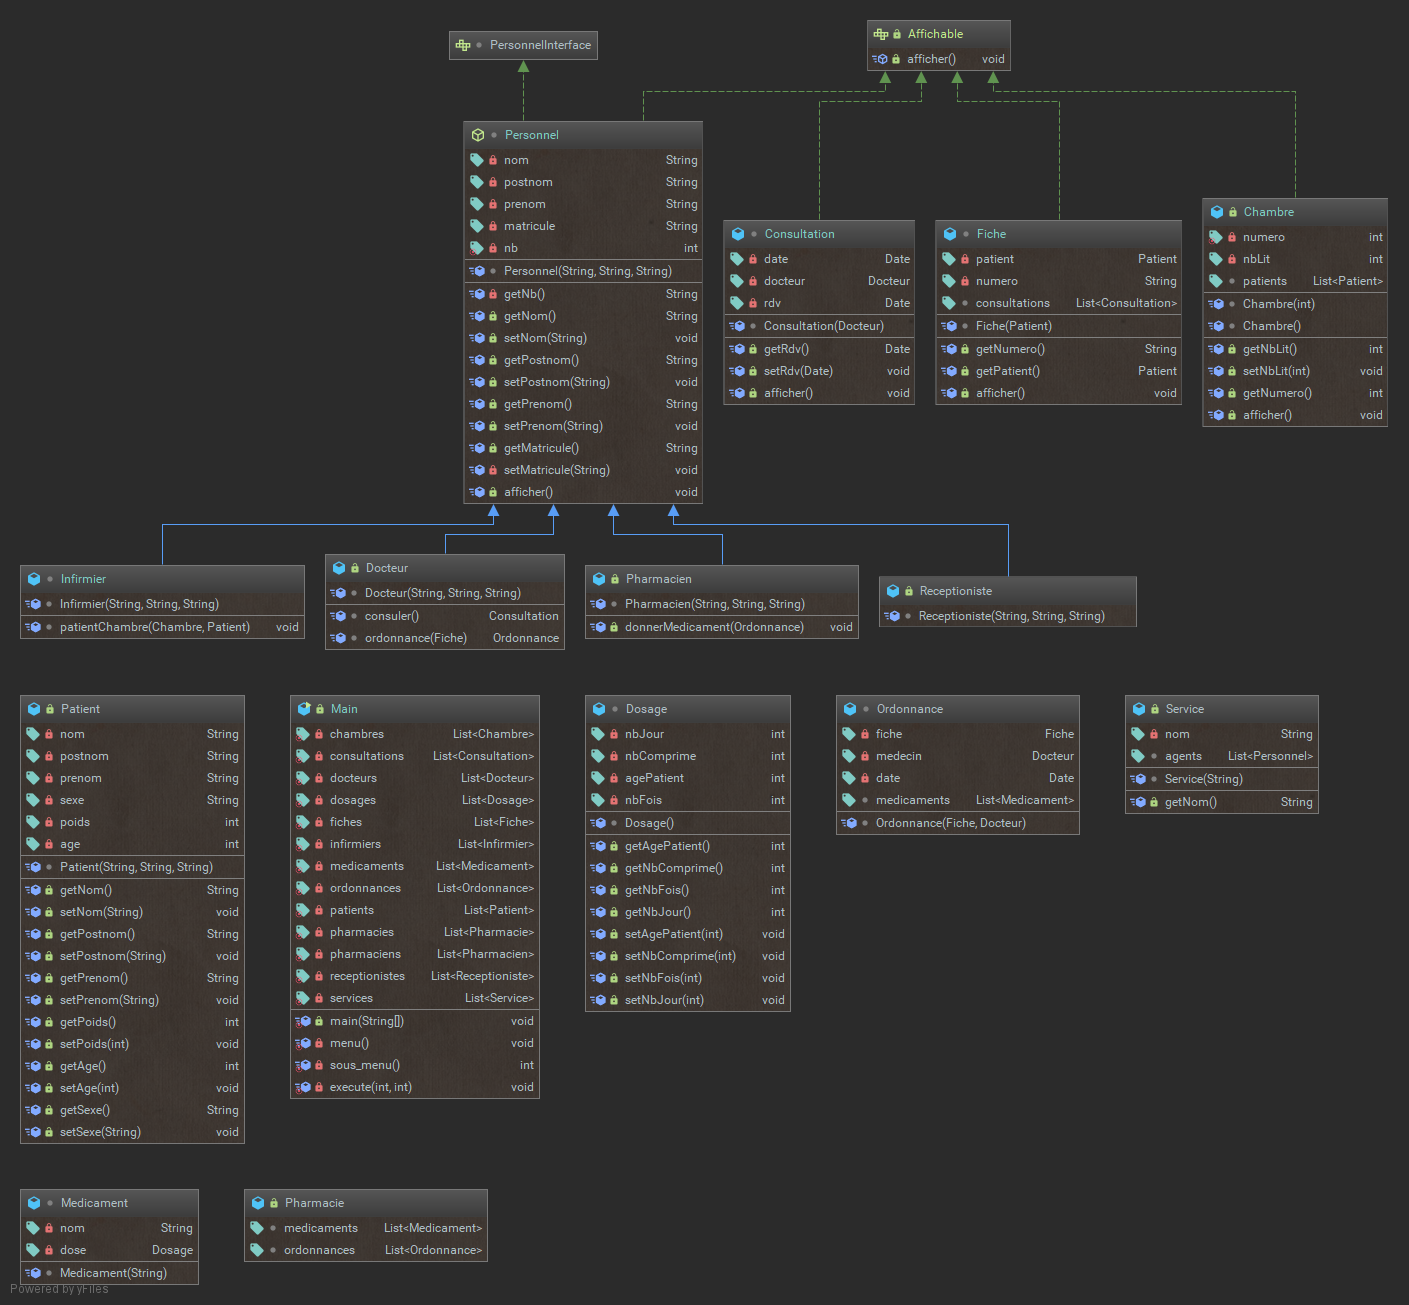 PersonnelInterface
Affichable
afficher() void
Personnel
nom String
postnom String
prenom String
matricule String
nb int
Personnel(String, String, String)
getNb() String
getNom() String
setNom(String) void
getPostnom() String
setPostnom(String) void
getPrenom() String
setPrenom(String) void
getMatricule() String
setMatricule(String) void
afficher() void
Consultation
date Date
docteur Docteur
rdv Date
Consultation(Docteur)
getRdv() Date
setRdv(Date) void
afficher() void
Fiche
patient Patient
numero String
consultations List<Consultation>
Fiche(Patient)
getNumero() String
getPatient() Patient
afficher() void
Chambre
numero int
nbLit int
patients List<Patient>
Chambre(int)
Chambre()
getNbLit() int
setNbLit(int) void
getNumero() int
afficher() void
Infirmier
Infirmier(String, String, String)
patientChambre(Chambre, Patient) void
Docteur
Docteur(String, String, String)
consuler() Consultation
ordonnance(Fiche) Ordonnance
Pharmacien
Pharmacien(String, String, String)
donnerMedicament(Ordonnance) void
Receptioniste
Receptioniste(String, String, String)
Patient
nom String
postnom String
prenom String
sexe String
poids int
age int
Patient(String, String, String)
getNom() String
setNom(String) void
getPostnom() String
setPostnom(String) void
getPrenom() String
setPrenom(String) void
getPoids() int
setPoids(int) void
getAge() int
setAge(int) void
getSexe() String
setSexe(String) void
Main
chambres List<Chambre>
consultations List<Consultation>
docteurs List<Docteur>
dosages List<Dosage>
fiches List<Fiche>
infirmiers List<Infirmier>
medicaments List<Medicament>
ordonnances List<Ordonnance>
patients List<Patient>
pharmacies List<Pharmacie>
pharmaciens List<Pharmacien>
receptionistes List<Receptioniste>
services List<Service>
main(String[]) void
menu() void
sous_menu() int
execute(int, int) void
Dosage
nbJour int
nbComprime int
agePatient int
nbFois int
Dosage()
getAgePatient() int
getNbComprime() int
getNbFois() int
getNbJour() int
setAgePatient(int) void
setNbComprime(int) void
setNbFois(int) void
setNbJour(int) void
Ordonnance
fiche Fiche
medecin Docteur
date Date
medicaments List<Medicament>
Ordonnance(Fiche, Docteur)
Service
nom String
agents List<Personnel>
Service(String)
getNom() String
Medicament
nom String
dose Dosage
Medicament(String)
Pharmacie
medicaments List<Medicament>
ordonnances List<Ordonnance>
Powered by yFiles